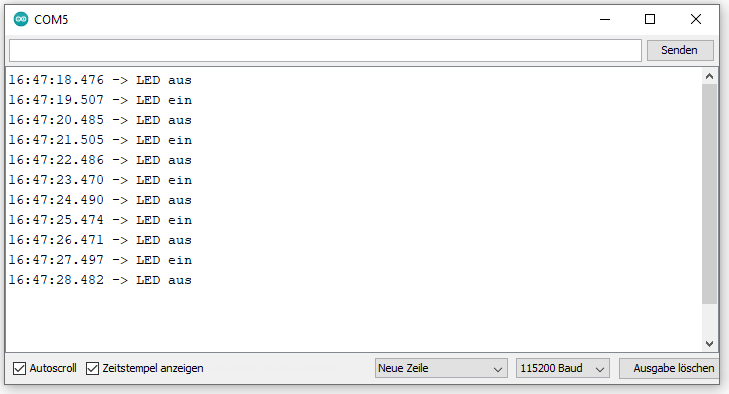 COM5
Senden
16:47:18.476 -> LED aus
16:47:19.507 -> LED ein
16:47:20.485 -> LED aus
16:47:21.505 -> LED ein
16:47:22.486 -> LED aus
16:47:23.470 -> LED ein
16:47:24.490 -> LED aus
16:47:25.474 -> LED ein
16:47:26.471 -> LED aus
16:47:27.497 -> LED ein
16:47:28.482 -> LED aus
Autoscroll Zeitstempel anzeigen Neue Zeile 115200 Baud Ausgabe löschen